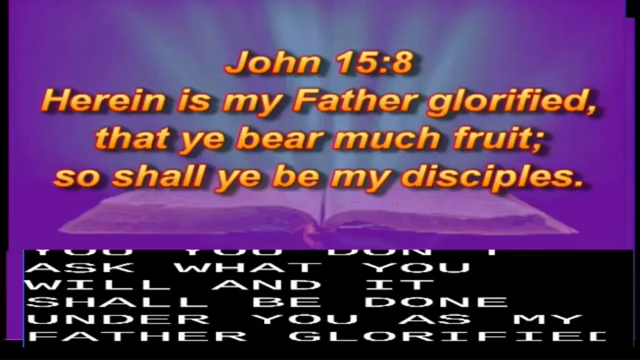 John 15:8
Herein is my Father glorified,
that ye bear much fruit;
so shall ye be my disciples.
YOU YOU DON'T
ASK WHAT YOU
WILL AND IT
SHALL BE DONE
UNDER YOU AS MY
FATHER GLORIFIED